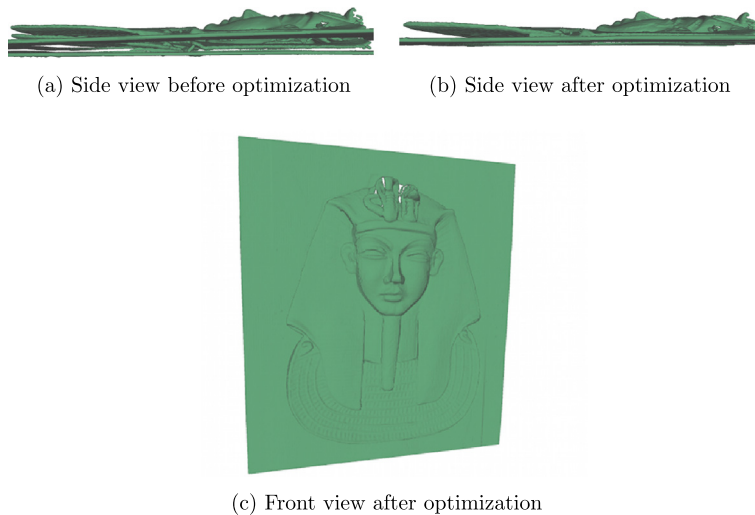 (a) Side view before optimization
(b) Side view after optimization
(c) Front view after optimization